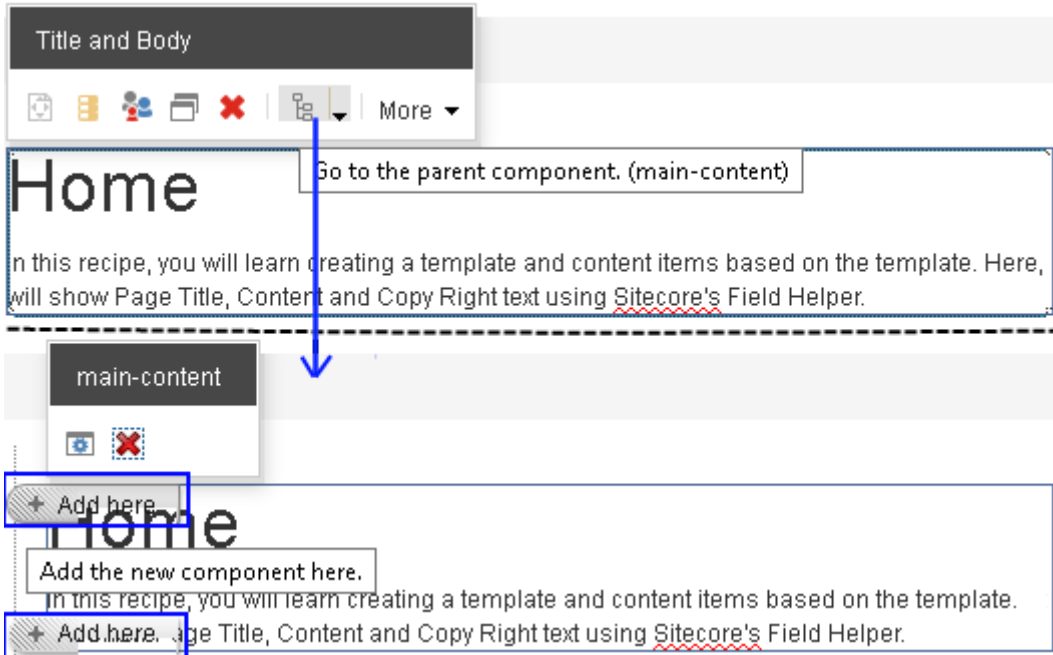 Title and Body
More
Go to the parent component. (main-content)
Home
In this recipe, you will learn creating a template and content items based on the template. Here,
will show Page Title, Content and Copy Right text using Sitecore's Field Helper.
main-content
+ Add here.
Home
Add the new component here.
In this recipe, you will learn creating a template and content items based on the template.
+ Add here. age Title, Content and Copy Right text using Sitecore's Field Helper.